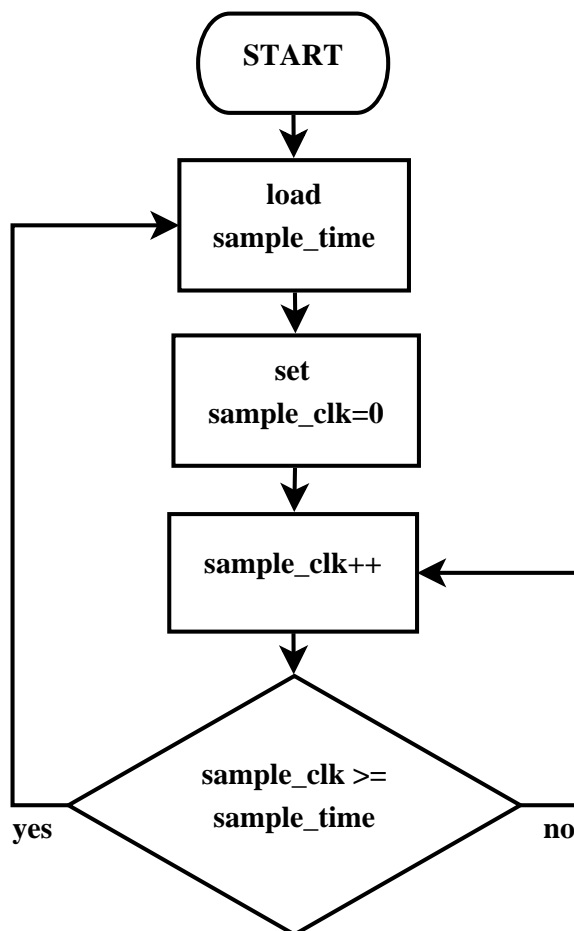 START
load
sample_time
set
sample_clk=0
sample_clk++
sample_clk >=
sample_time
yes
no